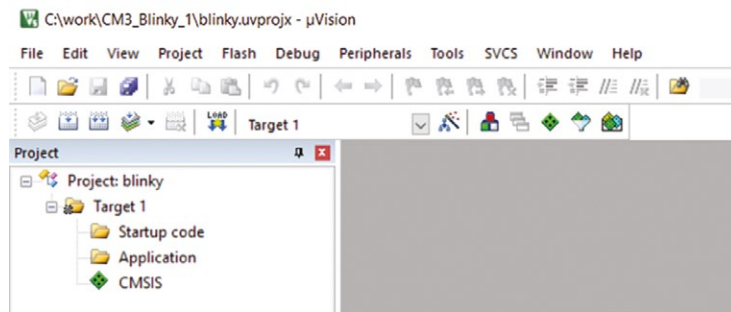 C:\work\CM3_Blinky_1\blinky.uvprojx - µVision
File Edit View Project Flash Debug Peripherals Tools SVCS Window Help
LOAD Target 1
Project
Project: blinky
Target 1
Startup code
Application
CMSIS